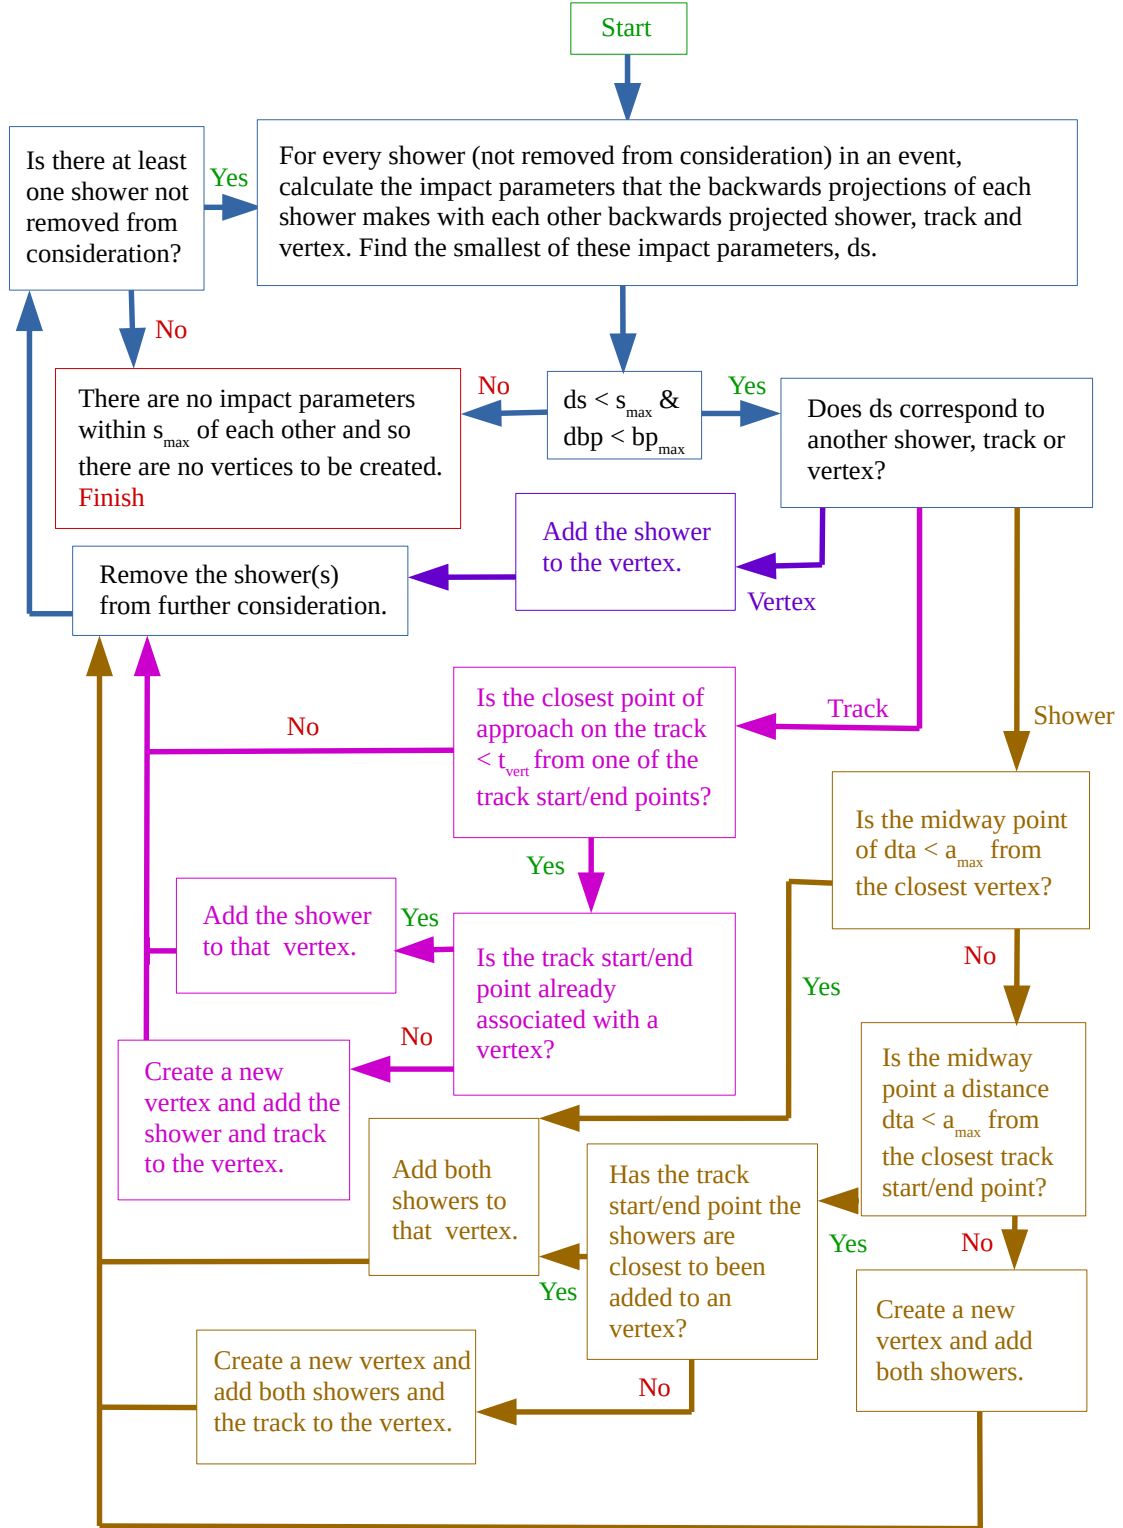 Start
Is there at least
one shower not
removed from
consideration?
Yes
For every shower (not removed from consideration) in an event,
calculate the impact parameters that the backwards projections of each
shower makes with each other backwards projected shower, track and
vertex. Find the smallest of these impact parameters, ds.
No
There are no impact parameters
within smax of each other and so
there are no vertices to be created.
Finish
No
ds < smax &
dbp < bpmax
Yes
Does ds correspond to
another shower, track or
vertex?
Add the shower
to the vertex.
Vertex
Remove the shower(s)
from further consideration.
Track
Shower
Is the closest point of
approach on the track
< tvert from one of the
track start/end points?
No
Yes
Is the midway point
of dta < amax from
the closest vertex?
Add the shower
to that vertex.
Yes
Is the track start/end
point already
associated with a
vertex?
No
Yes
No
Create a new
vertex and add the
shower and track
to the vertex.
Is the midway
point a distance
dta < amax from
the closest track
start/end point?
Add both
showers to
that vertex.
Has the track
start/end point the
showers are
closest to been
added to an
vertex?
Yes
No
Yes
Create a new
vertex and add
both showers.
Create a new vertex and
add both showers and
the track to the vertex.
No